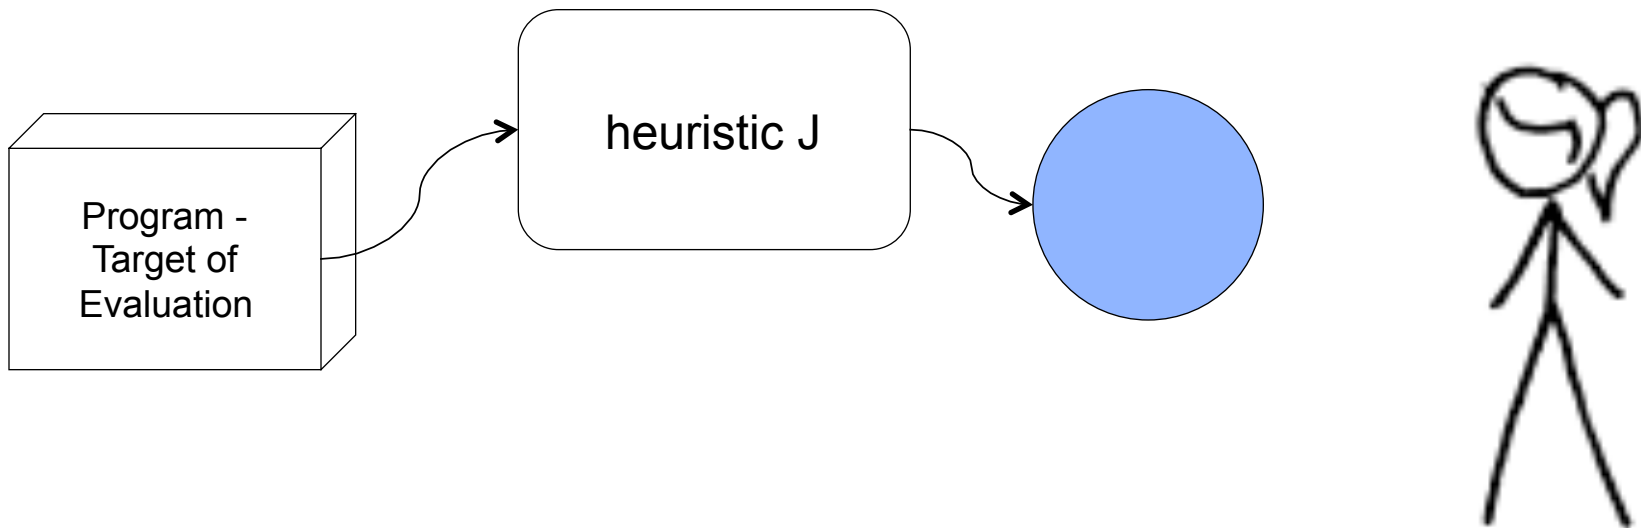 Program -
Target of
Evaluation
heuristic J